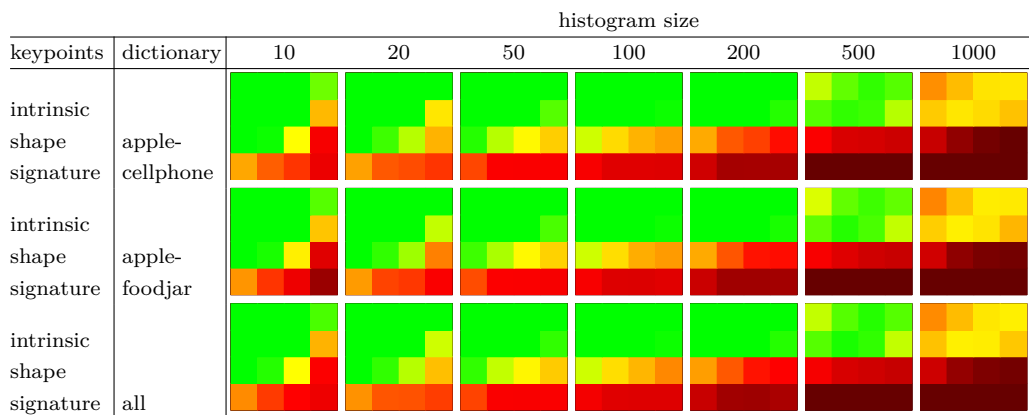 histogram size
keypoints dictionary 10 20 50 100 200 500 1000
intrinsic
shape apple-
signature cellphone
intrinsic
shape apple-
signature foodjar
intrinsic
shape
signature all